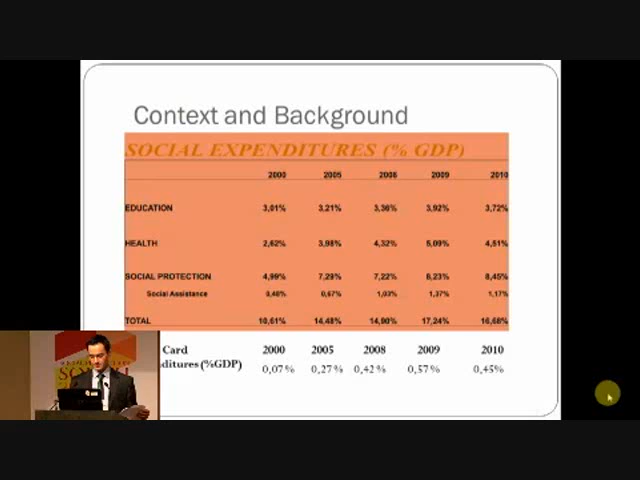 Context and Background
SOCIAL EXPENDITURES (% GDP)
2000 2005 2008 2009 2010
EDUCATION 3,01% 3,21% 3,36% 3,92% 3,72%
HEALTH 2,62% 3,98% 4,32% 5,09% 4,51%
SOCIAL PROTECTION 4,99% 7,29% 7,22% 8,23% 8,45%
Social Assistance 0,48% 0,67% 1,03% 1,37% 1,17%
TOTAL 10,61% 14,48% 14,90% 17,24% 16,68%
Card 2000 2005 2008 2009 2010
nditures (%GDP) 0,07% 0,27% 0,42% 0,57% 0,45%